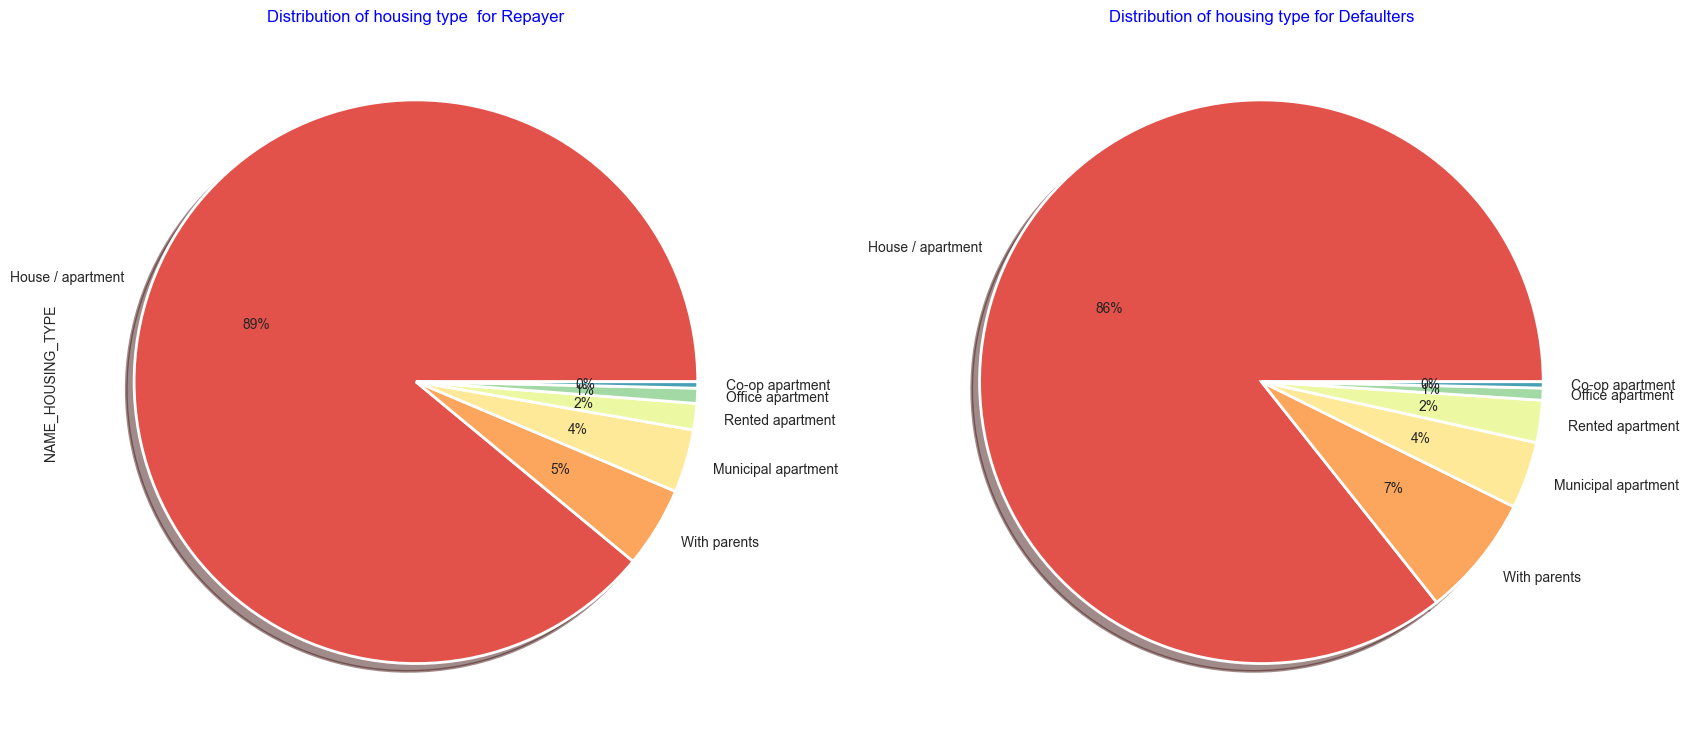 Distribution of housing type  for Repayer
House / apartment
NAME_HOUSING_TYPE
89%
0%
1%
2%
4%
5%
Co-op apartment
Office apartment
Rented apartment
Municipal apartment
With parents
Distribution of housing type for Defaulters
House / apartment
86%
0%
1%
2%
4%
7%
Co-op apartment
Office apartment
Rented apartment
Municipal apartment
With parents